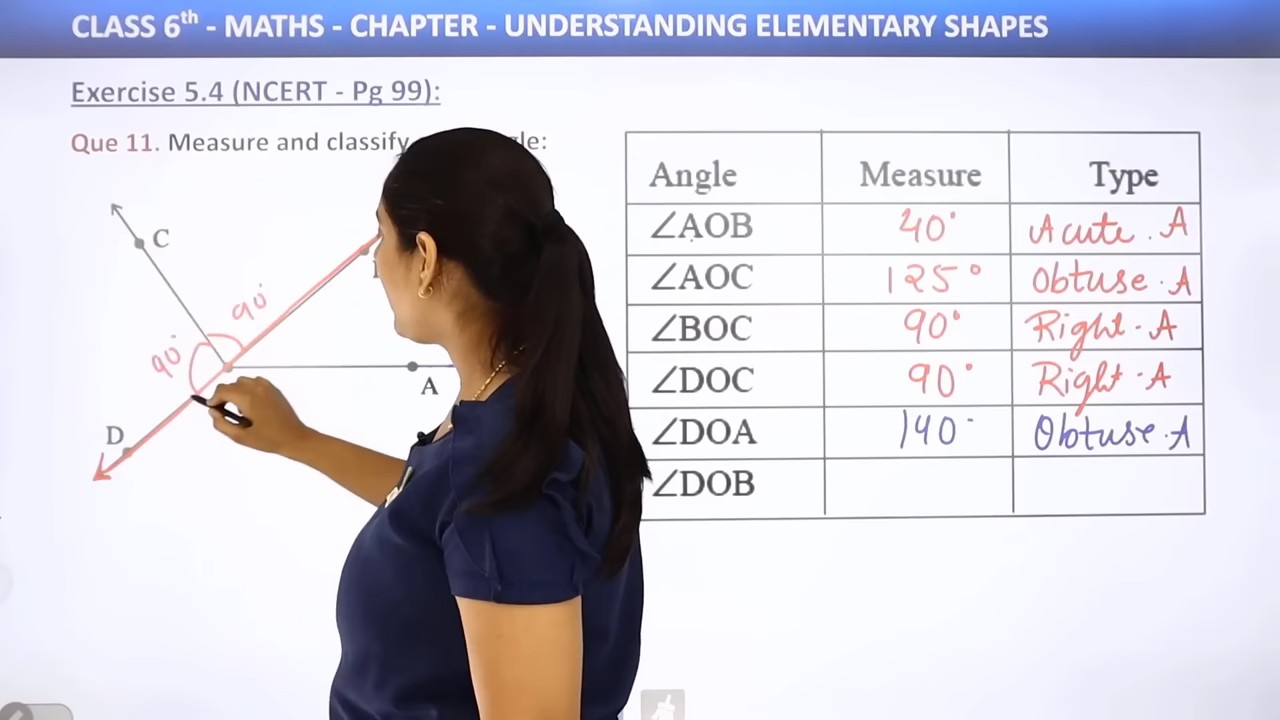 CLASS 6th - MATHS - CHAPTER - UNDERSTANDING ELEMENTARY SHAPES
Exercise 5.4 (NCERT - Pg 99):
Que 11. Measure and classify
C
90°
90°
A
D
Angle Measure Type
∠AOB 40° Acute . A
∠AOC 125° Obtuse . A
∠BOC 90° Right - A
∠DOC 90° Right - A
∠DOA 140° Obtuse . A
∠DOB